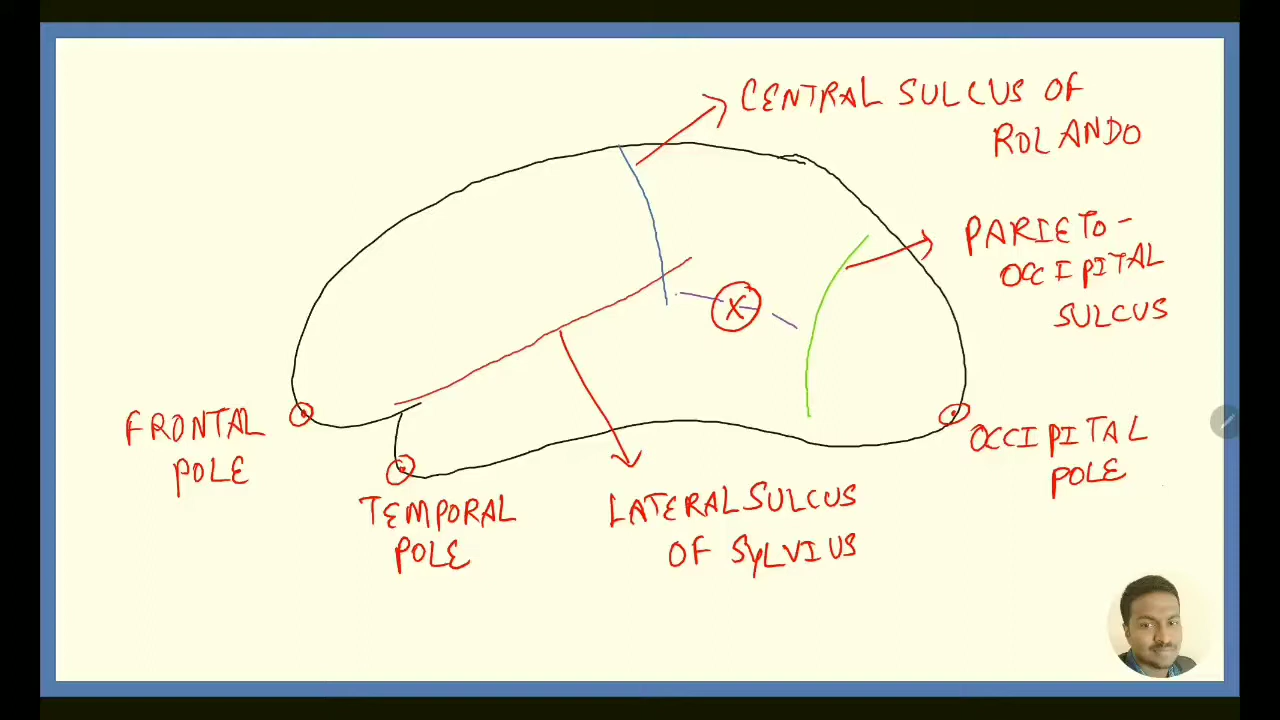 CENTRAL SULCUS OF
ROLANDO
PARIETO-
OCCIPITAL
SULCUS
X
FRONTAL
POLE
OCCIPITAL
POLE
TEMPORAL
POLE
LATERAL SULCUS
OF SYLVIUS